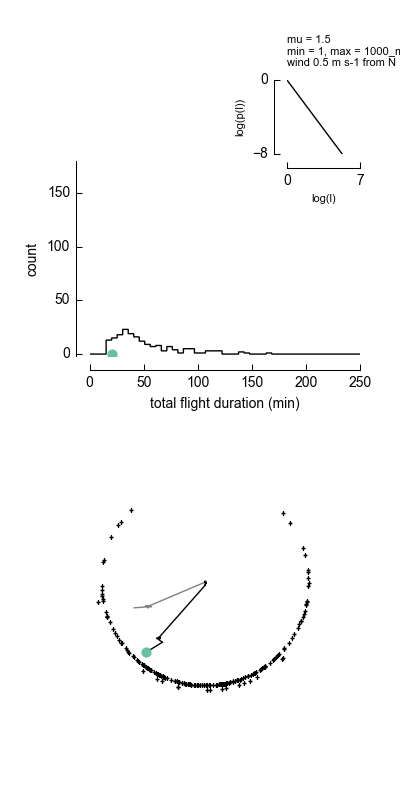 mu = 1.5
min = 1, max = 1000_m
wind 0.5 m s-1 from N
0
log(p(l))
−8
0
7
log(l)
150
100
50
0
count
0
50
100
150
200
250
total flight duration (min)